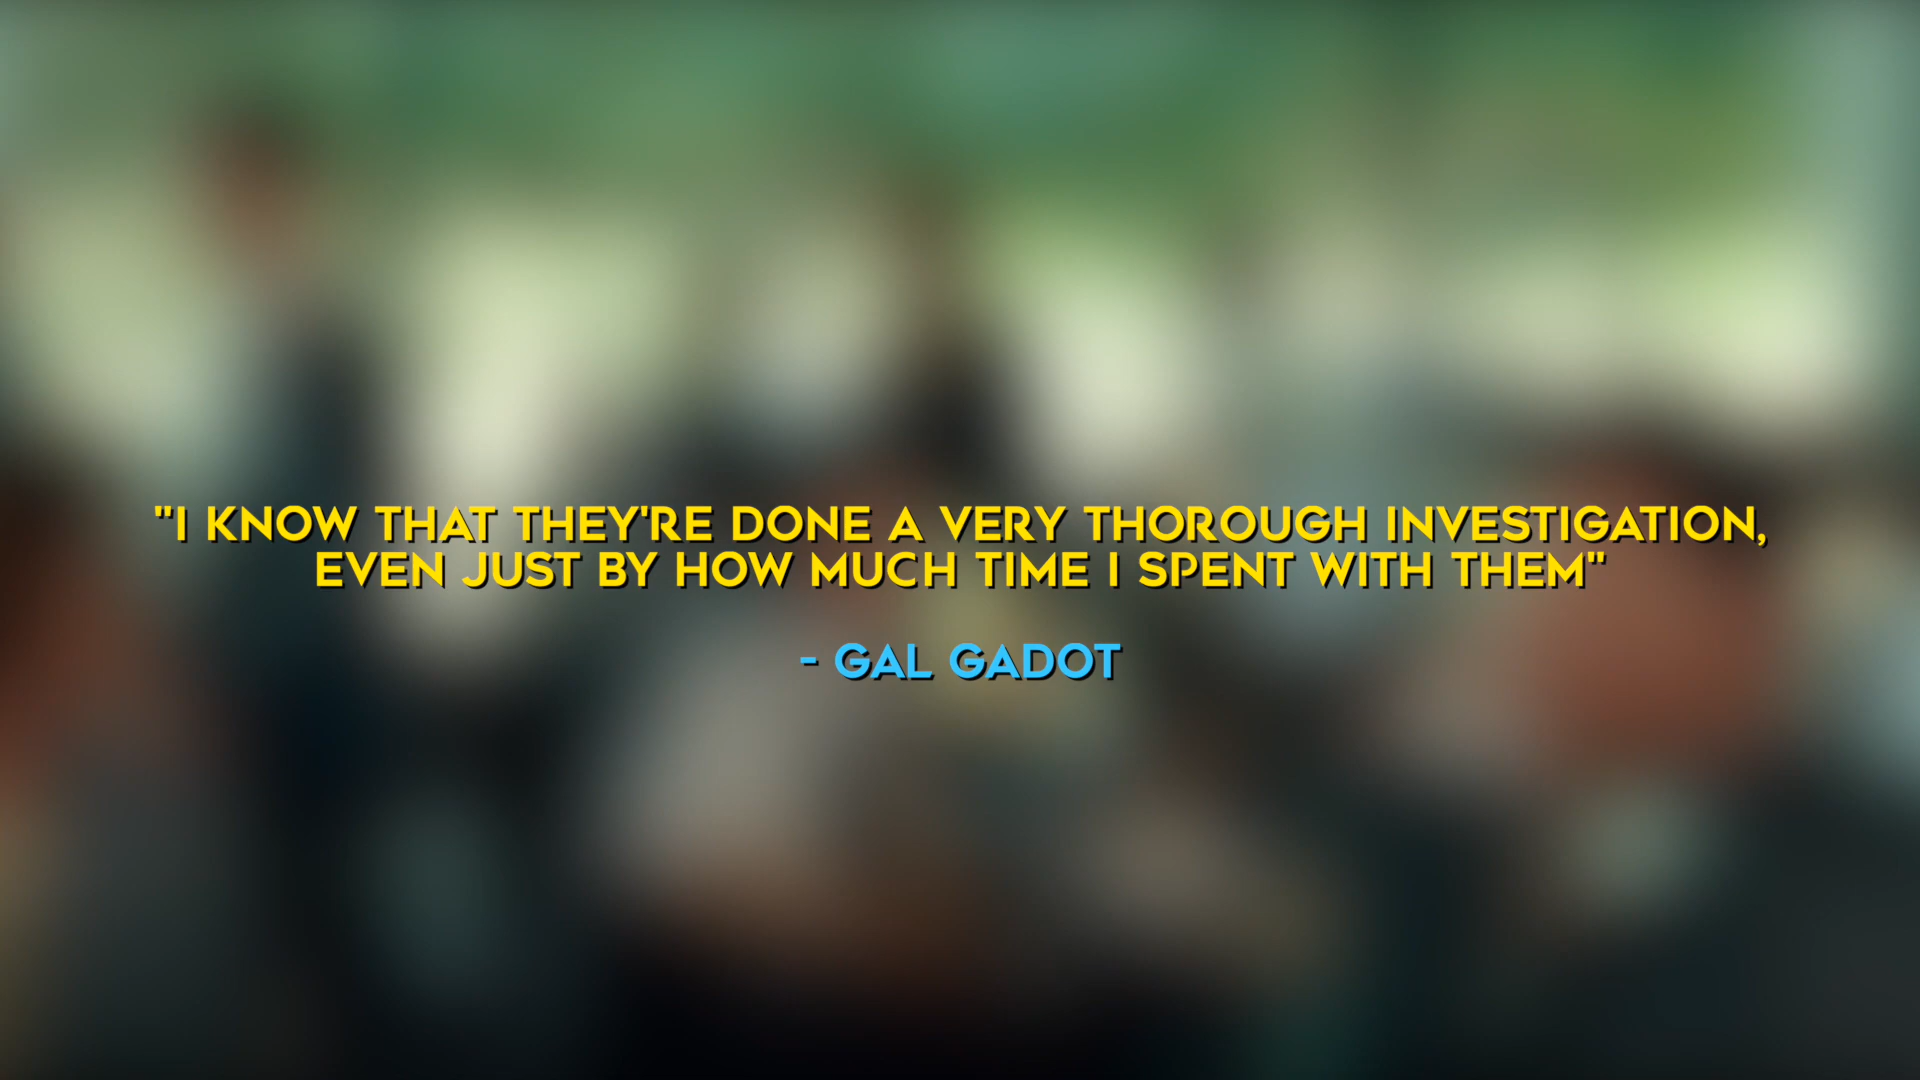 "I KNOW THAT THEY'RE DONE A VERY THOROUGH INVESTIGATION,
EVEN JUST BY HOW MUCH TIME I SPENT WITH THEM"
- GAL GADOT